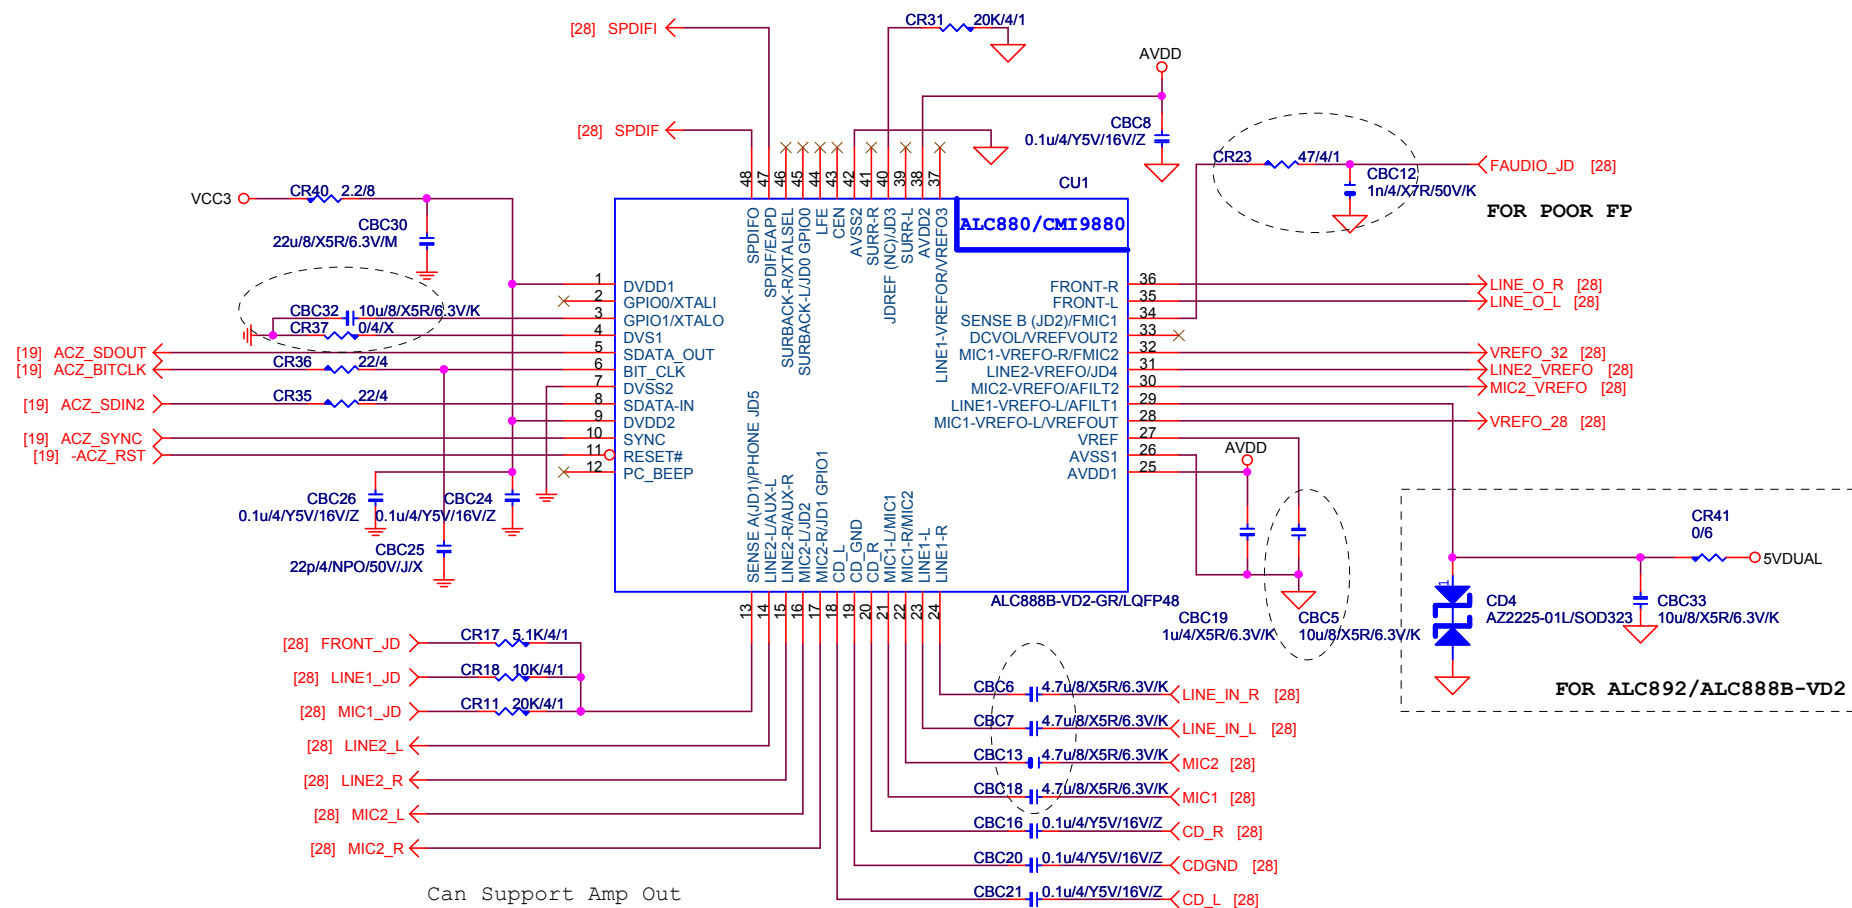 [28] SPDIFI
CR31 20K/4/1
AVDD
[28] SPDIF
CBC8
0.1u/4/Y5V/16V/Z
CR23 47/4/1
FAUDIO_JD [28]
CBC12
1n/4/X7R/50V/K
FOR POOR FP
VCC3
CR40 2.2/8
CBC30
22u/8/X5R/6.3V/M
CU1
ALC880/CMI9880
48 SPDIFO
47 SPDIF/EAPD
46 SURBACK-R/XTALSEL
45 SURBACK-L/JD0 GPIO0
44 LFE
43 CEN
42 AVSS2
41 SURR-R
40 JDREF (NC)/JD3
39 SURR-L
38 AVDD2
37 LINE1-VREFOR/VREFO3
CBC32 10u/8/X5R/6.3V/K
CR37 0/4/X
[19] ACZ_SDOUT
[19] ACZ_BITCLK
CR36 22/4
[19] ACZ_SDIN2
CR35 22/4
[19] ACZ_SYNC
[19] -ACZ_RST
1 DVDD1
2 GPIO0/XTALI
3 GPIO1/XTALO
4 DVS1
5 SDATA_OUT
6 BIT_CLK
7 DVSS2
8 SDATA-IN
9 DVDD2
10 SYNC
11 RESET#
12 PC_BEEP
FRONT-R 36
FRONT-L 35
SENSE B (JD2)/FMIC1 34
DCVOL/VREFVOUT2 33
MIC1-VREFO-R/FMIC2 32
LINE2-VREFO/JD4 31
MIC2-VREFO/AFILT2 30
LINE1-VREFO-L/AFILT1 29
MIC1-VREFO-L/VREFOUT 28
VREF 27
AVSS1 26
AVDD1 25
LINE_O_R [28]
LINE_O_L [28]
VREFO_32 [28]
LINE2_VREFO [28]
MIC2_VREFO [28]
VREFO_28 [28]
AVDD
CBC26
0.1u/4/Y5V/16V/Z
CBC24
0.1u/4/Y5V/16V/Z
CBC25
22p/4/NPO/50V/J/X
13 SENSE A(JD1)/PHONE JD5
14 LINE2-L/AUX-L
15 LINE2-R/AUX-R
16 MIC2-L/JD2
17 MIC2-R/JD1 GPIO1
18 CD_L
19 CD_GND
20 CD_R
21 MIC1-L/MIC1
22 MIC1-R/MIC2
23 LINE1-L
24 LINE1-R
ALC888B-VD2-GR/LQFP48
CBC19
1u/4/X5R/6.3V/K
CBC5
10u/8/X5R/6.3V/K
CR41
0/6
5VDUAL
1
CD4
AZ2225-01L/SOD323
CBC33
10u/8/X5R/6.3V/K
FOR ALC892/ALC888B-VD2
[28] FRONT_JD
CR17 5.1K/4/1
[28] LINE1_JD
CR18 10K/4/1
[28] MIC1_JD
CR11 20K/4/1
[28] LINE2_L
[28] LINE2_R
[28] MIC2_L
[28] MIC2_R
CBC6 4.7u/8/X5R/6.3V/K LINE_IN_R [28]
CBC7 4.7u/8/X5R/6.3V/K LINE_IN_L [28]
CBC13 4.7u/8/X5R/6.3V/K MIC2 [28]
CBC18 4.7u/8/X5R/6.3V/K MIC1 [28]
CBC16 0.1u/4/Y5V/16V/Z CD_R [28]
CBC20 0.1u/4/Y5V/16V/Z CDGND [28]
CBC21 0.1u/4/Y5V/16V/Z CD_L [28]
Can Support Amp Out